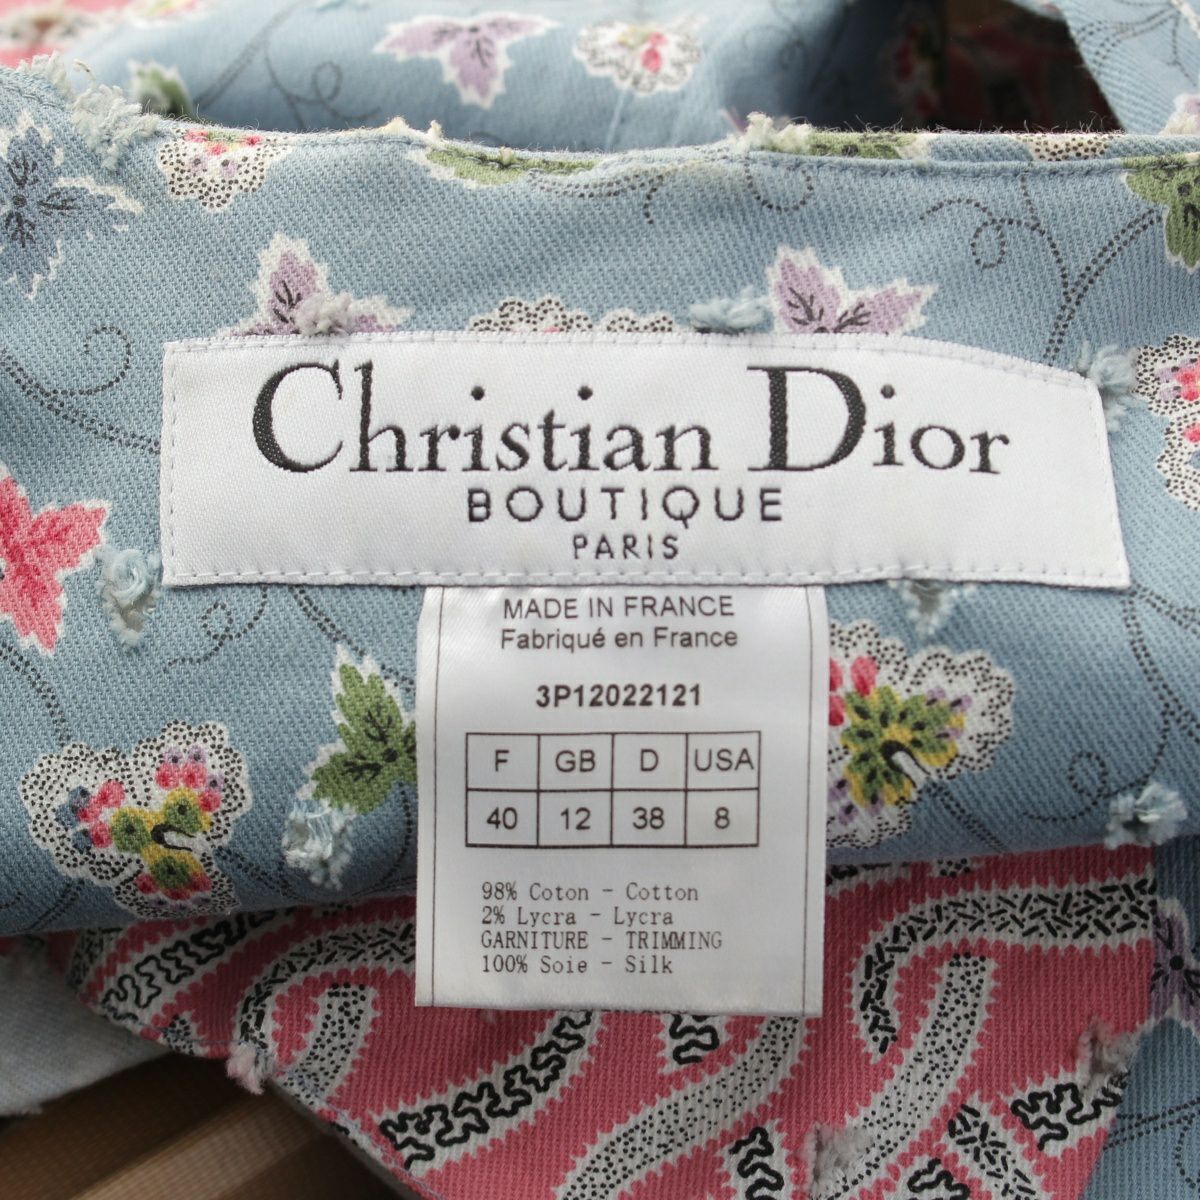 Christian Dior
BOUTIQUE
PARIS
MADE IN FRANCE
Fabriqué en France
3P12022121
F GB D USA
40 12 38 8
98% Coton - Cotton
2% Lycra - Lycra
GARNITURE - TRIMMING
100% Soie - Silk